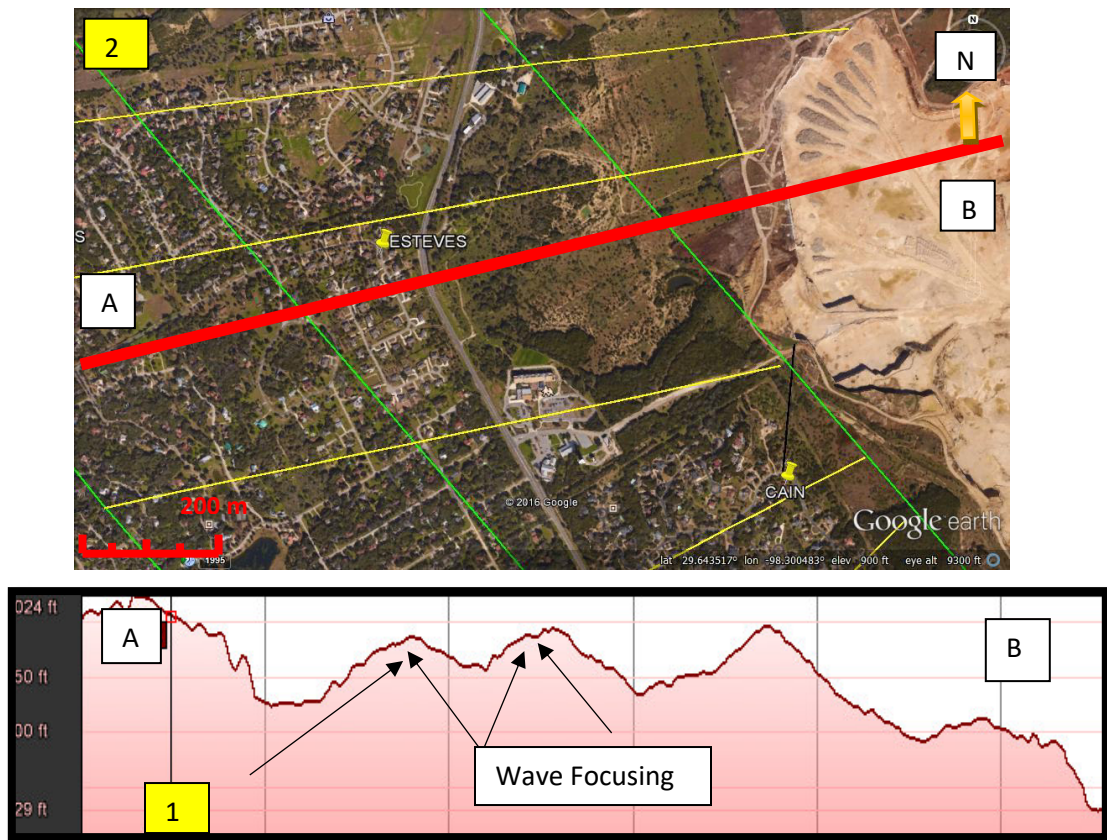 2
N
B
S
ESTEVES
A
200 m
CAIN
© 2016 Google
Google earth
1995
lat 29.643517° lon -98.300483° elev 900 ft eye alt 9300 ft
024 ft
A
B
50 ft
00 ft
Wave Focusing
1
29 ft